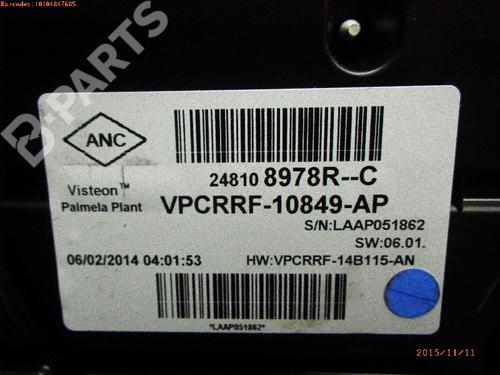 Barcodes:10104847685
B-PARTS
ANC
24810 8978R--C
Visteon™
Palmela Plant
VPCRRF-10849-AP
S/N:LAAP051862
SW:06.01.
06/02/2014 04:01:53
HW:VPCRRF-14B115-AN
*LAAP051862*
2015/11/11